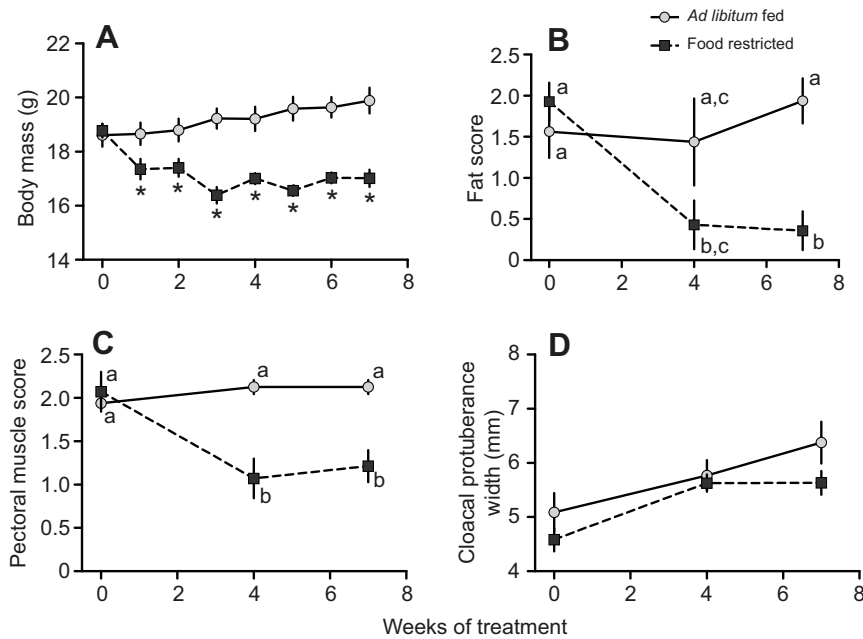 Ad libitum fed
Food restricted
A
22
20
18
16
14
Body mass (g)
* * * * * * *
0 2 4 6 8
B
2.5
2.0
1.5
1.0
0.5
0
Fat score
a
a
a,c
a
b,c
b
0 2 4 6 8
C
2.5
2.0
1.5
1.0
0.5
0
Pectoral muscle score
a
a
a
a
b
b
0 2 4 6 8
D
8
7
6
5
4
Cloacal protuberance
width (mm)
0 2 4 6 8
Weeks of treatment